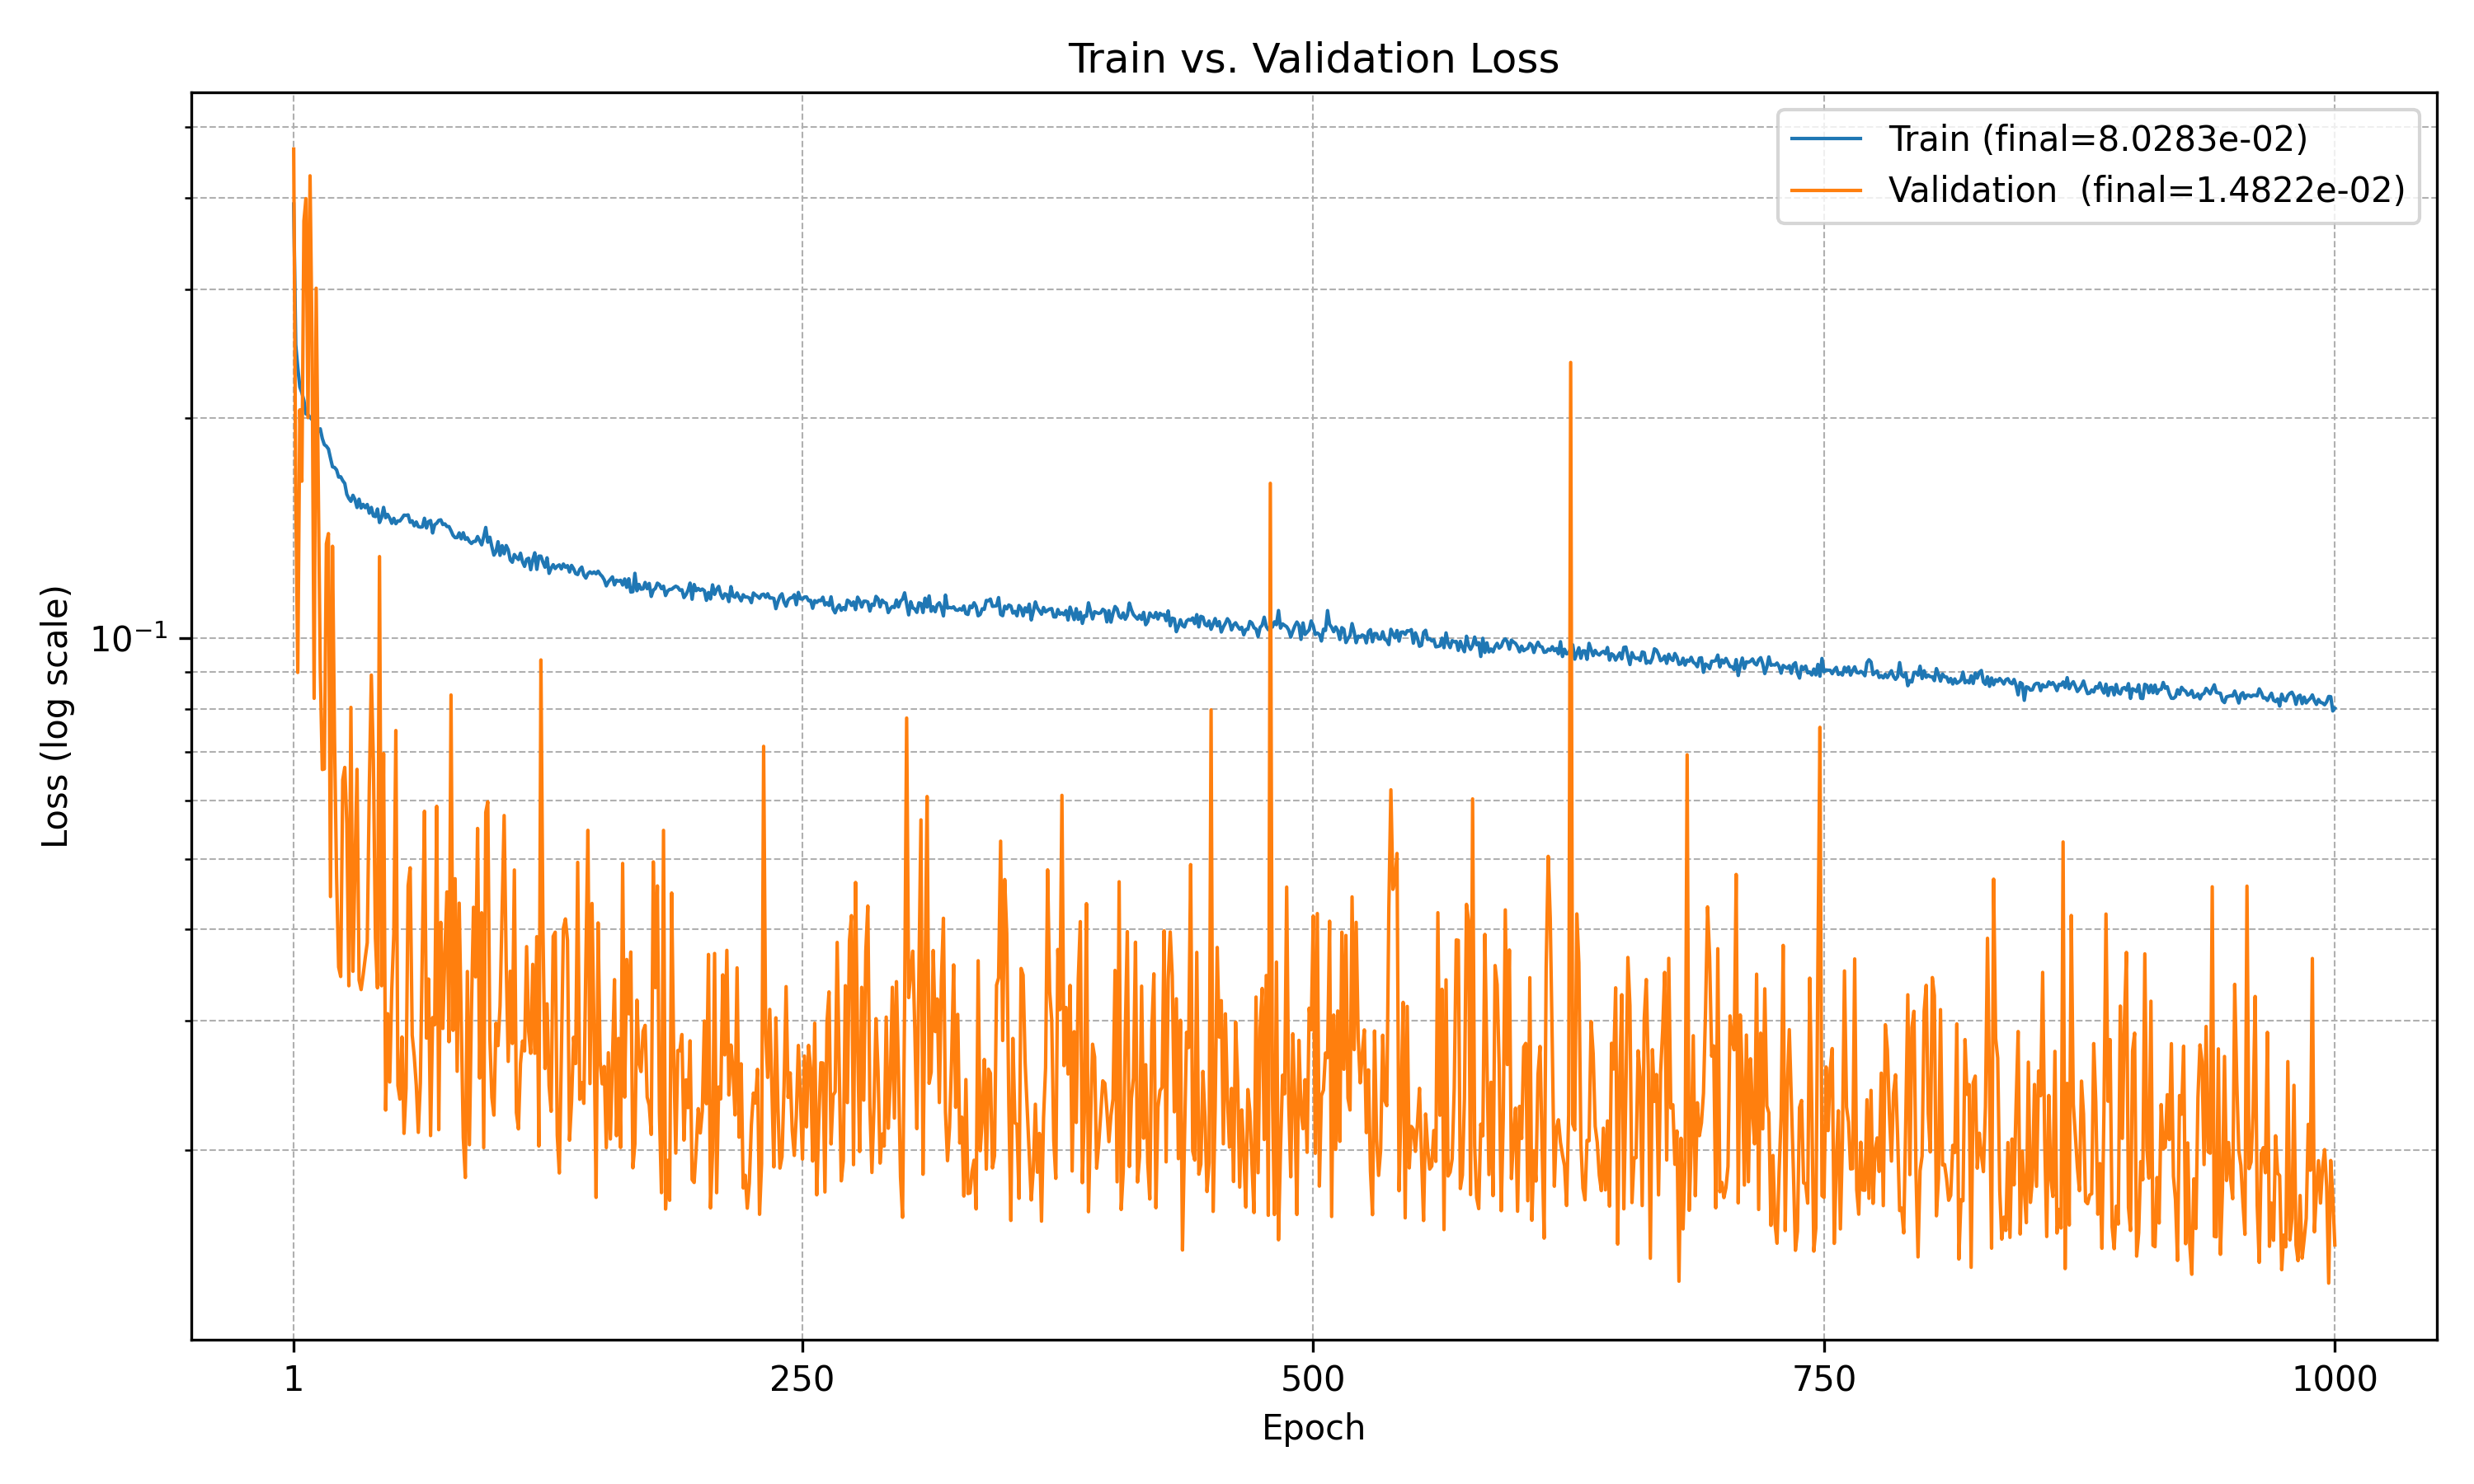 Train vs. Validation Loss
Train (final=8.0283e-02)
Validation  (final=1.4822e-02)
Loss (log scale)
10⁻¹
1
250
500
750
1000
Epoch